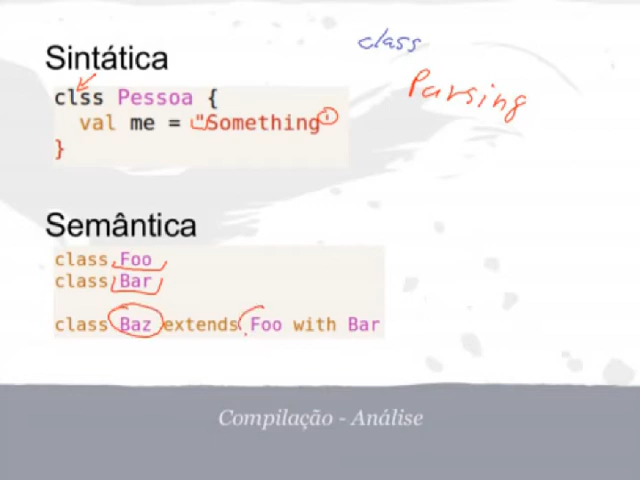 Sintática
class
Parsing
clss Pessoa {
val me = "Something
}
Semântica
class Foo
class Bar
class Baz extends Foo with Bar
Compilação - Análise